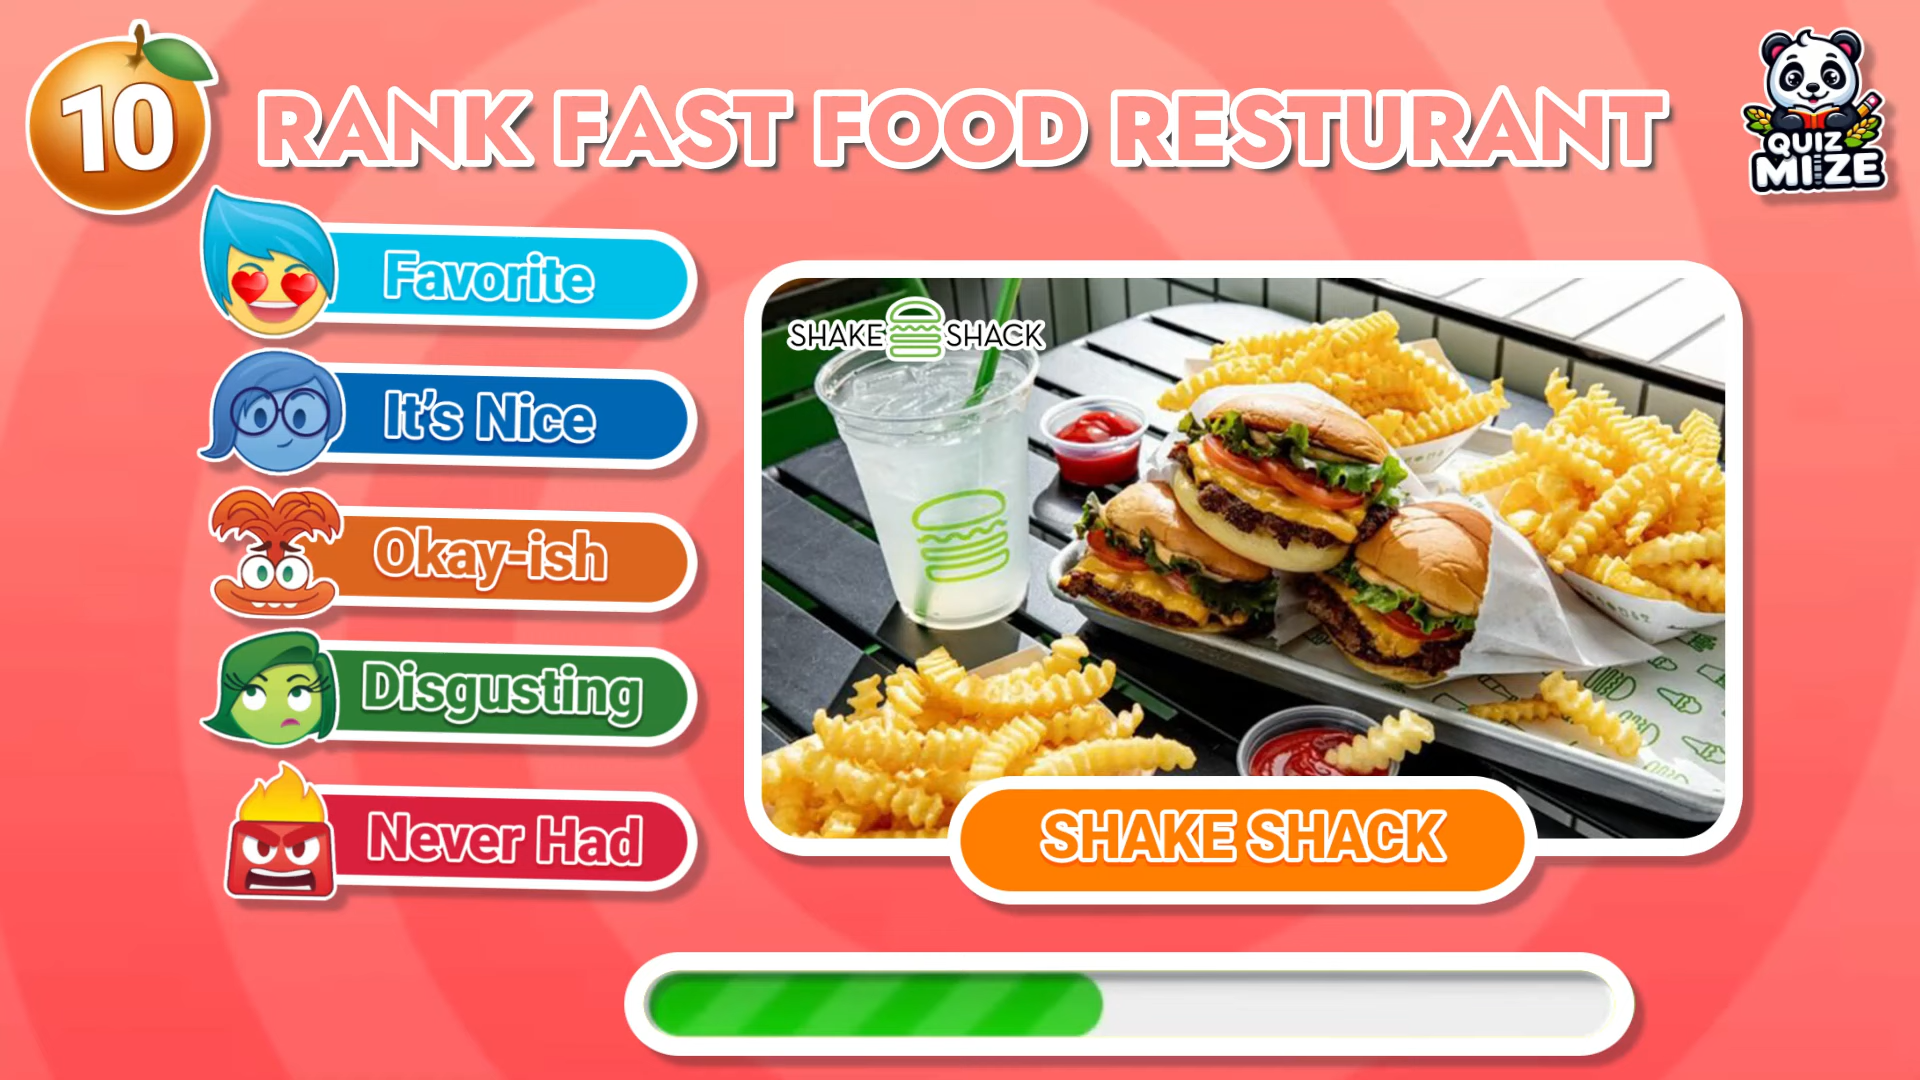 10
RANK FAST FOOD RESTURANT
QUIZ
MIZE
Favorite
It's Nice
Okay-ish
Disgusting
Never Had
SHAKE SHACK
SHAKE SHACK